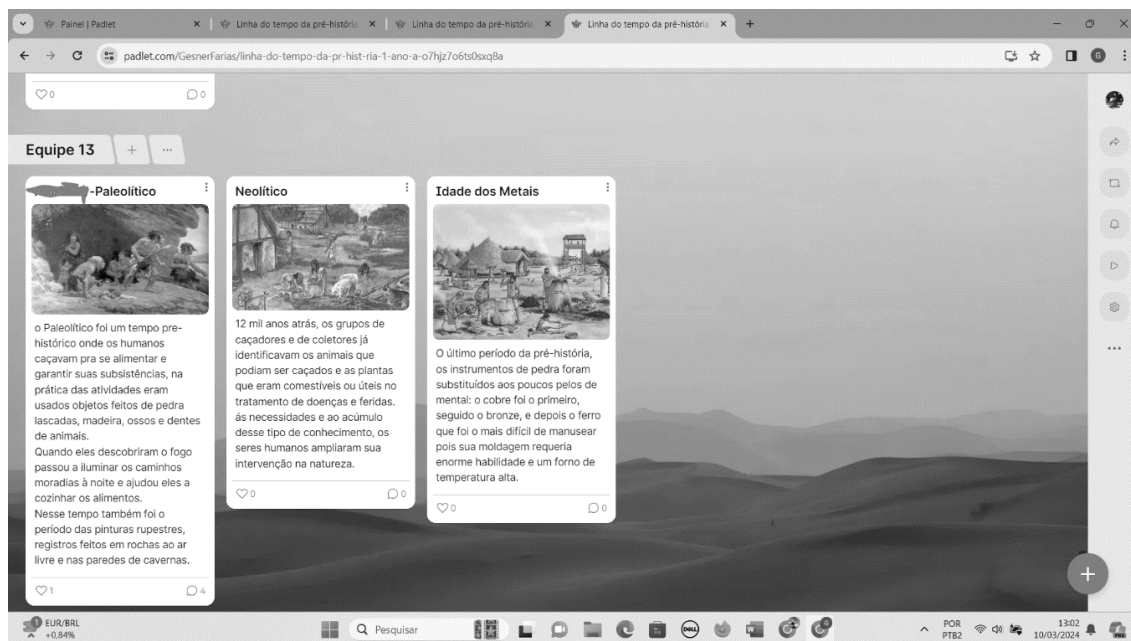 Painel | Padlet
Linha do tempo da pré-história
Linha do tempo da pré-história
Linha do tempo da pré-história
padlet.com/GesnerFarias/linha-do-tempo-da-pr-hist-ria-1-ano-a-o7hjz7o6ts0sxq8a
G
0
0
Equipe 13
-Paleolítico
o Paleolítico foi um tempo pre-
histórico onde os humanos
caçavam pra se alimentar e
garantir suas subsistências, na
prática das atividades eram
usados objetos feitos de pedra
lascadas, madeira, ossos e dentes
de animais.
Quando eles descobriram o fogo
passou a iluminar os caminhos
moradias à noite e ajudou eles a
cozinhar os alimentos.
Nesse tempo também foi o
período das pinturas rupestres,
registros feitos em rochas ao ar
livre e nas paredes de cavernas.
1
4
Neolítico
12 mil anos atrás, os grupos de
caçadores e de coletores já
identificavam os animais que
podiam ser caçados e as plantas
que eram comestíveis ou úteis no
tratamento de doenças e feridas.
ás necessidades e ao acúmulo
desse tipo de conhecimento, os
seres humanos ampliaram sua
intervenção na natureza.
0
0
Idade dos Metais
O último período da pré-história,
os instrumentos de pedra foram
substituídos aos poucos pelos de
mental: o cobre foi o primeiro,
seguido o bronze, e depois o ferro
que foi o mais difícil de manusear
pois sua moldagem requeria
enorme habilidade e um forno de
temperatura alta.
0
0
1
EUR/BRL
+0,84%
Pesquisar
DELL
POR
PTB2
13:02
10/03/2024